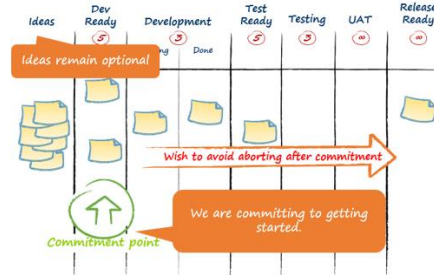 Ideas
Dev
Ready
5
Development
3
Test
Ready
5
Testing
3
UAT
∞
Release
Ready
∞
Done
Ideas remain optional
Wish to avoid aborting after commitment
We are committing to getting
started.
Commitment point